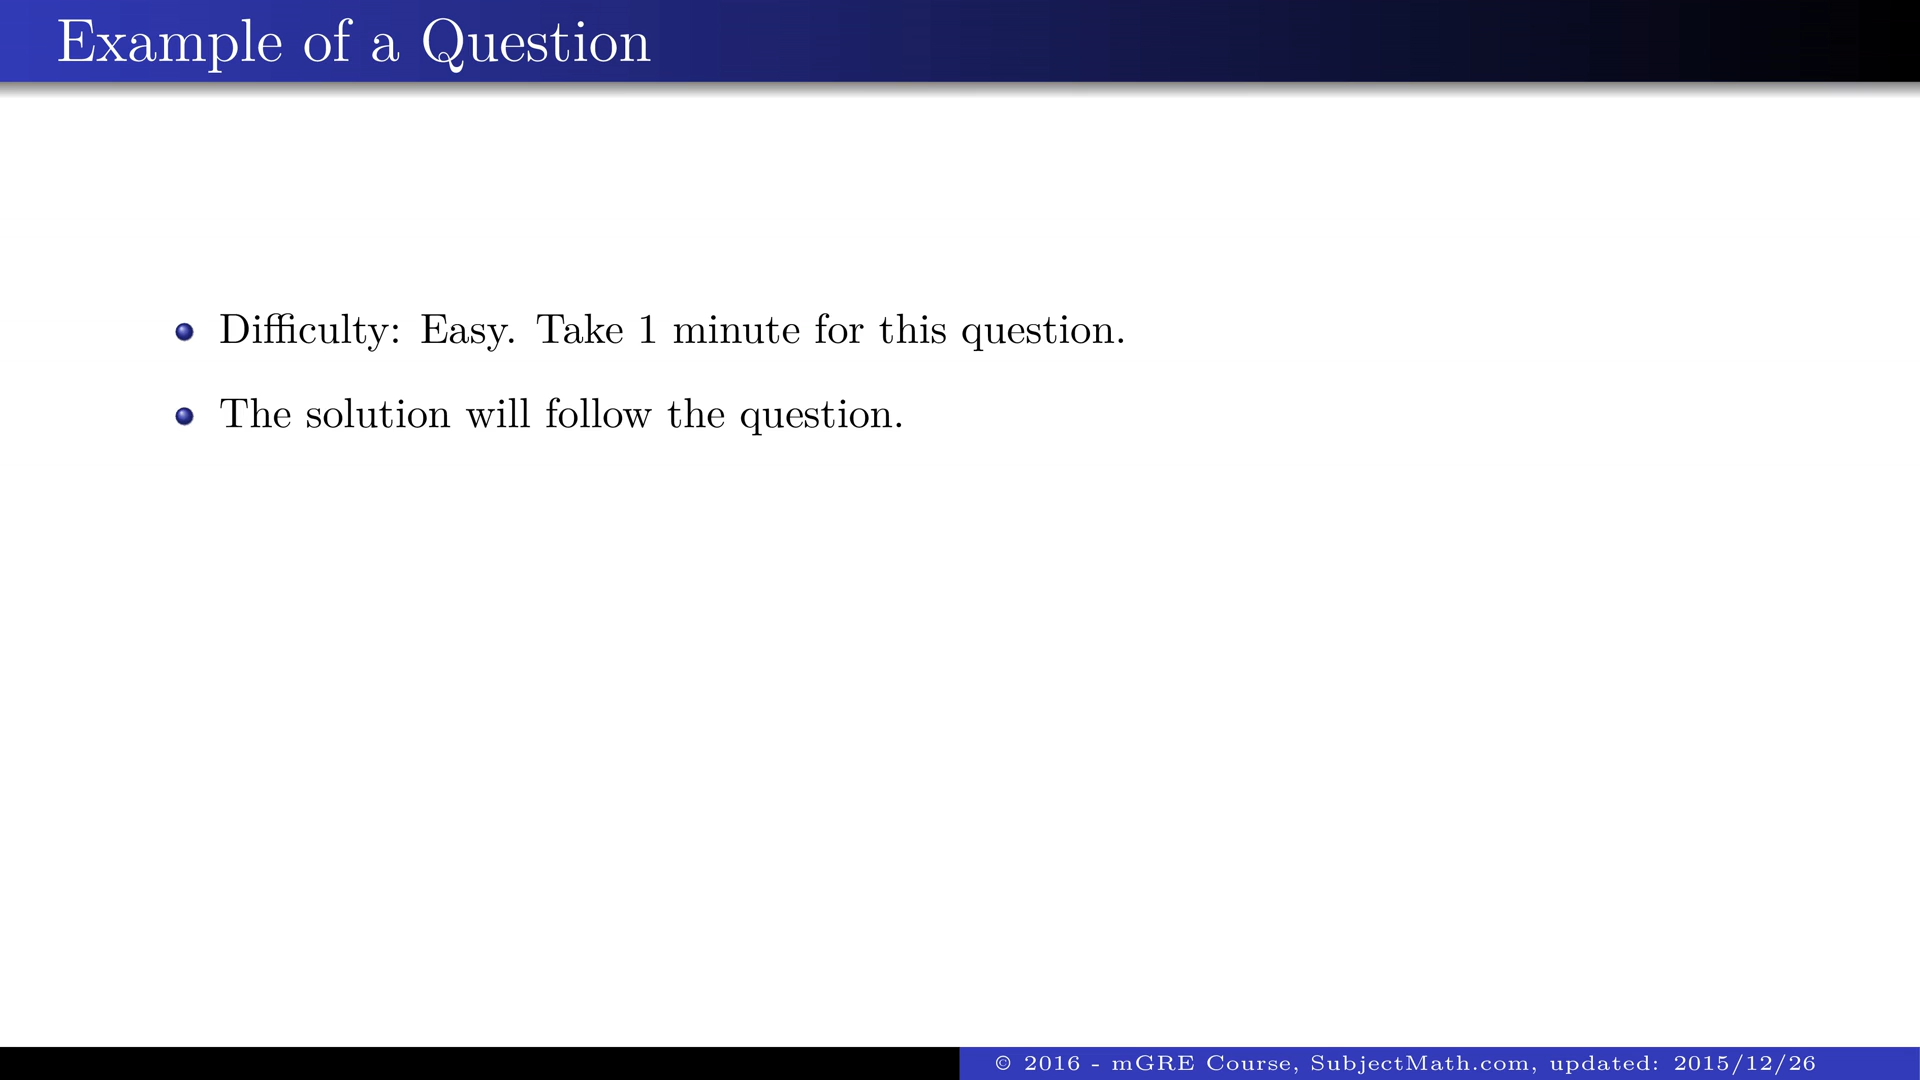 Example of a Question
Difficulty: Easy. Take 1 minute for this question.
The solution will follow the question.
© 2016 - mGRE Course, SubjectMath.com, updated: 2015/12/26